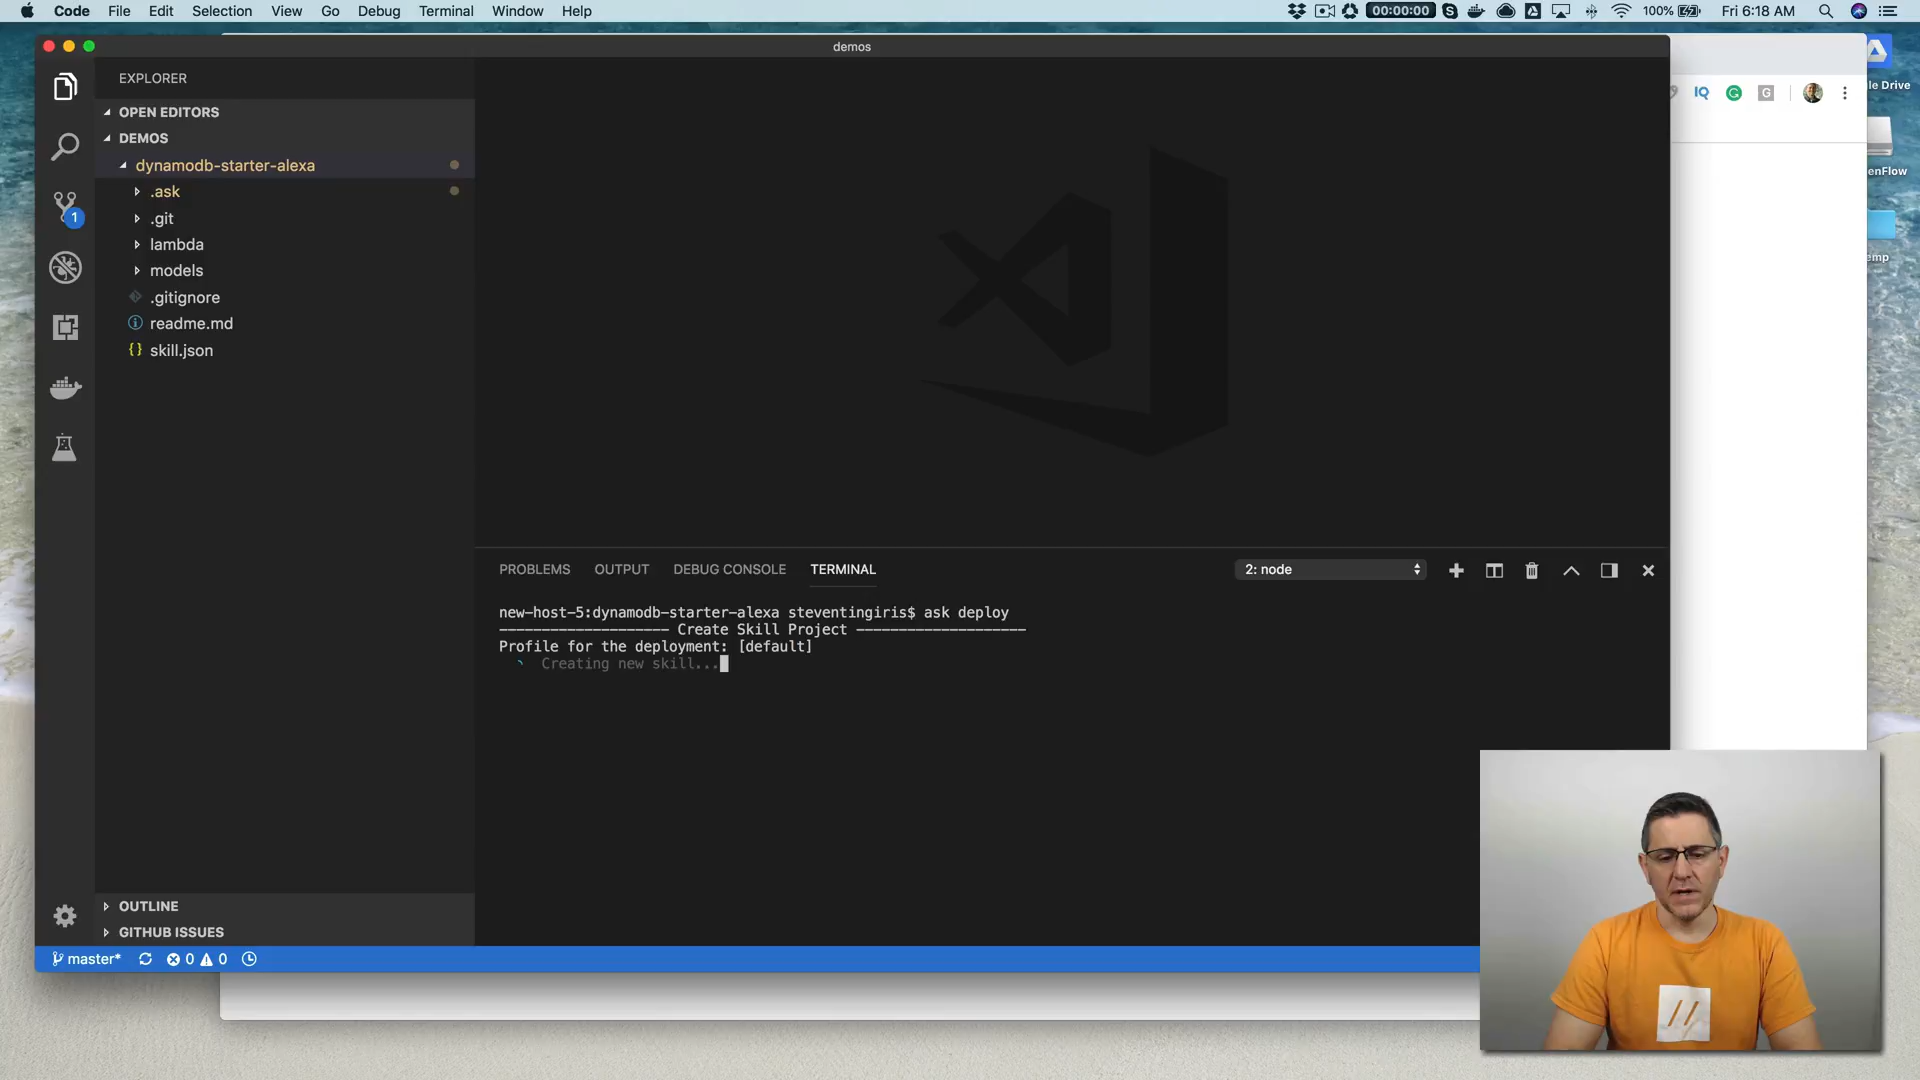 Code File Edit Selection View Go Debug Terminal Window Help
00:00:00 100% Fri 6:18 AM
demos
EXPLORER
OPEN EDITORS
DEMOS
dynamodb-starter-alexa
.ask
.git
lambda
models
.gitignore
readme.md
{} skill.json
1
IQ G G
le Drive
enFlow
emp
PROBLEMS OUTPUT DEBUG CONSOLE TERMINAL
2: node
new-host-5:dynamodb-starter-alexa steventingiris$ ask deploy
-------------------- Create Skill Project --------------------
Profile for the deployment: [default]
Creating new skill...
OUTLINE
GITHUB ISSUES
master* 0 0
//